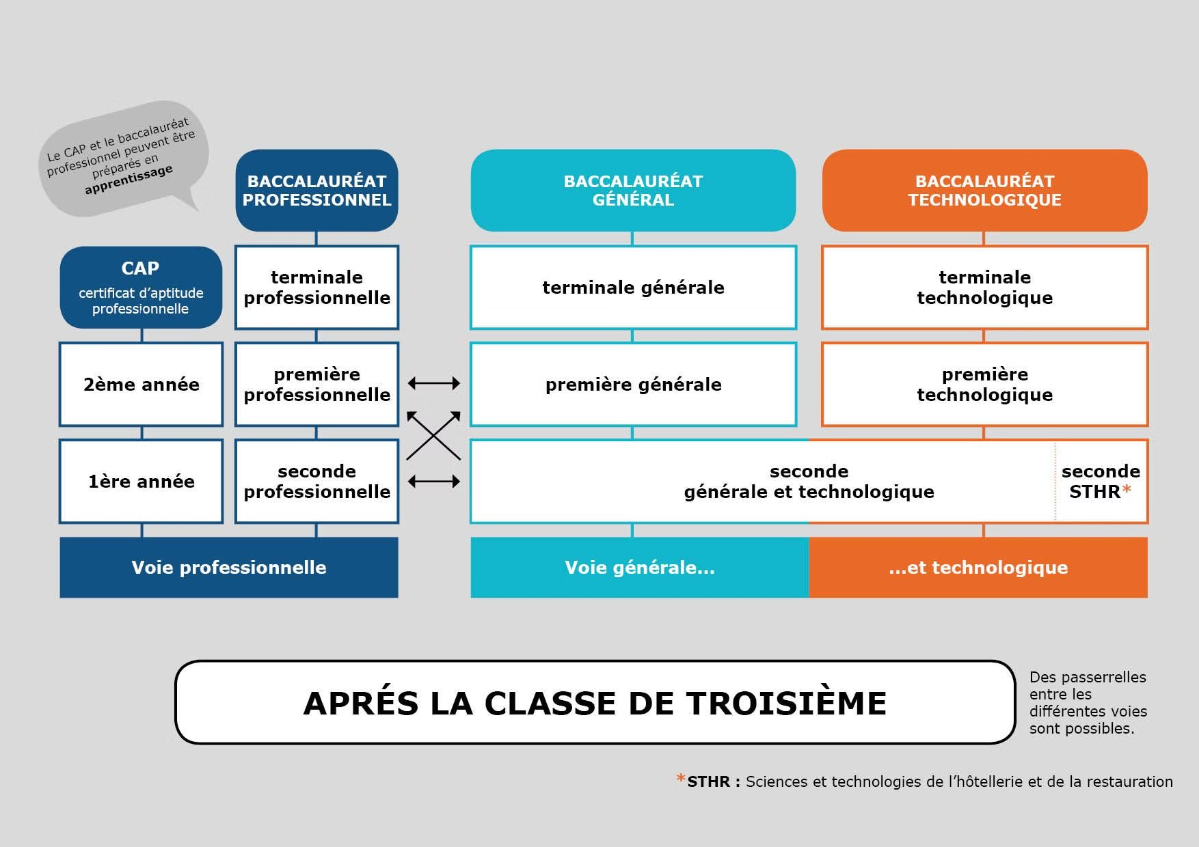 Le CAP et le baccalauréat
professionnel peuvent être
préparés en
apprentissage
BACCALAURÉAT
PROFESSIONNEL
BACCALAURÉAT
GÉNÉRAL
BACCALAURÉAT
TECHNOLOGIQUE
CAP
certificat d’aptitude
professionnelle
terminale
professionnelle
terminale générale
terminale
technologique
2ème année
première
professionnelle
première générale
première
technologique
1ère année
seconde
professionnelle
seconde
générale et technologique
seconde
STHR*
Voie professionnelle
Voie générale...
...et technologique
APRÉS LA CLASSE DE TROISIÈME
Des passerrelles
entre les
différentes voies
sont possibles.
*STHR : Sciences et technologies de l’hôtellerie et de la restauration